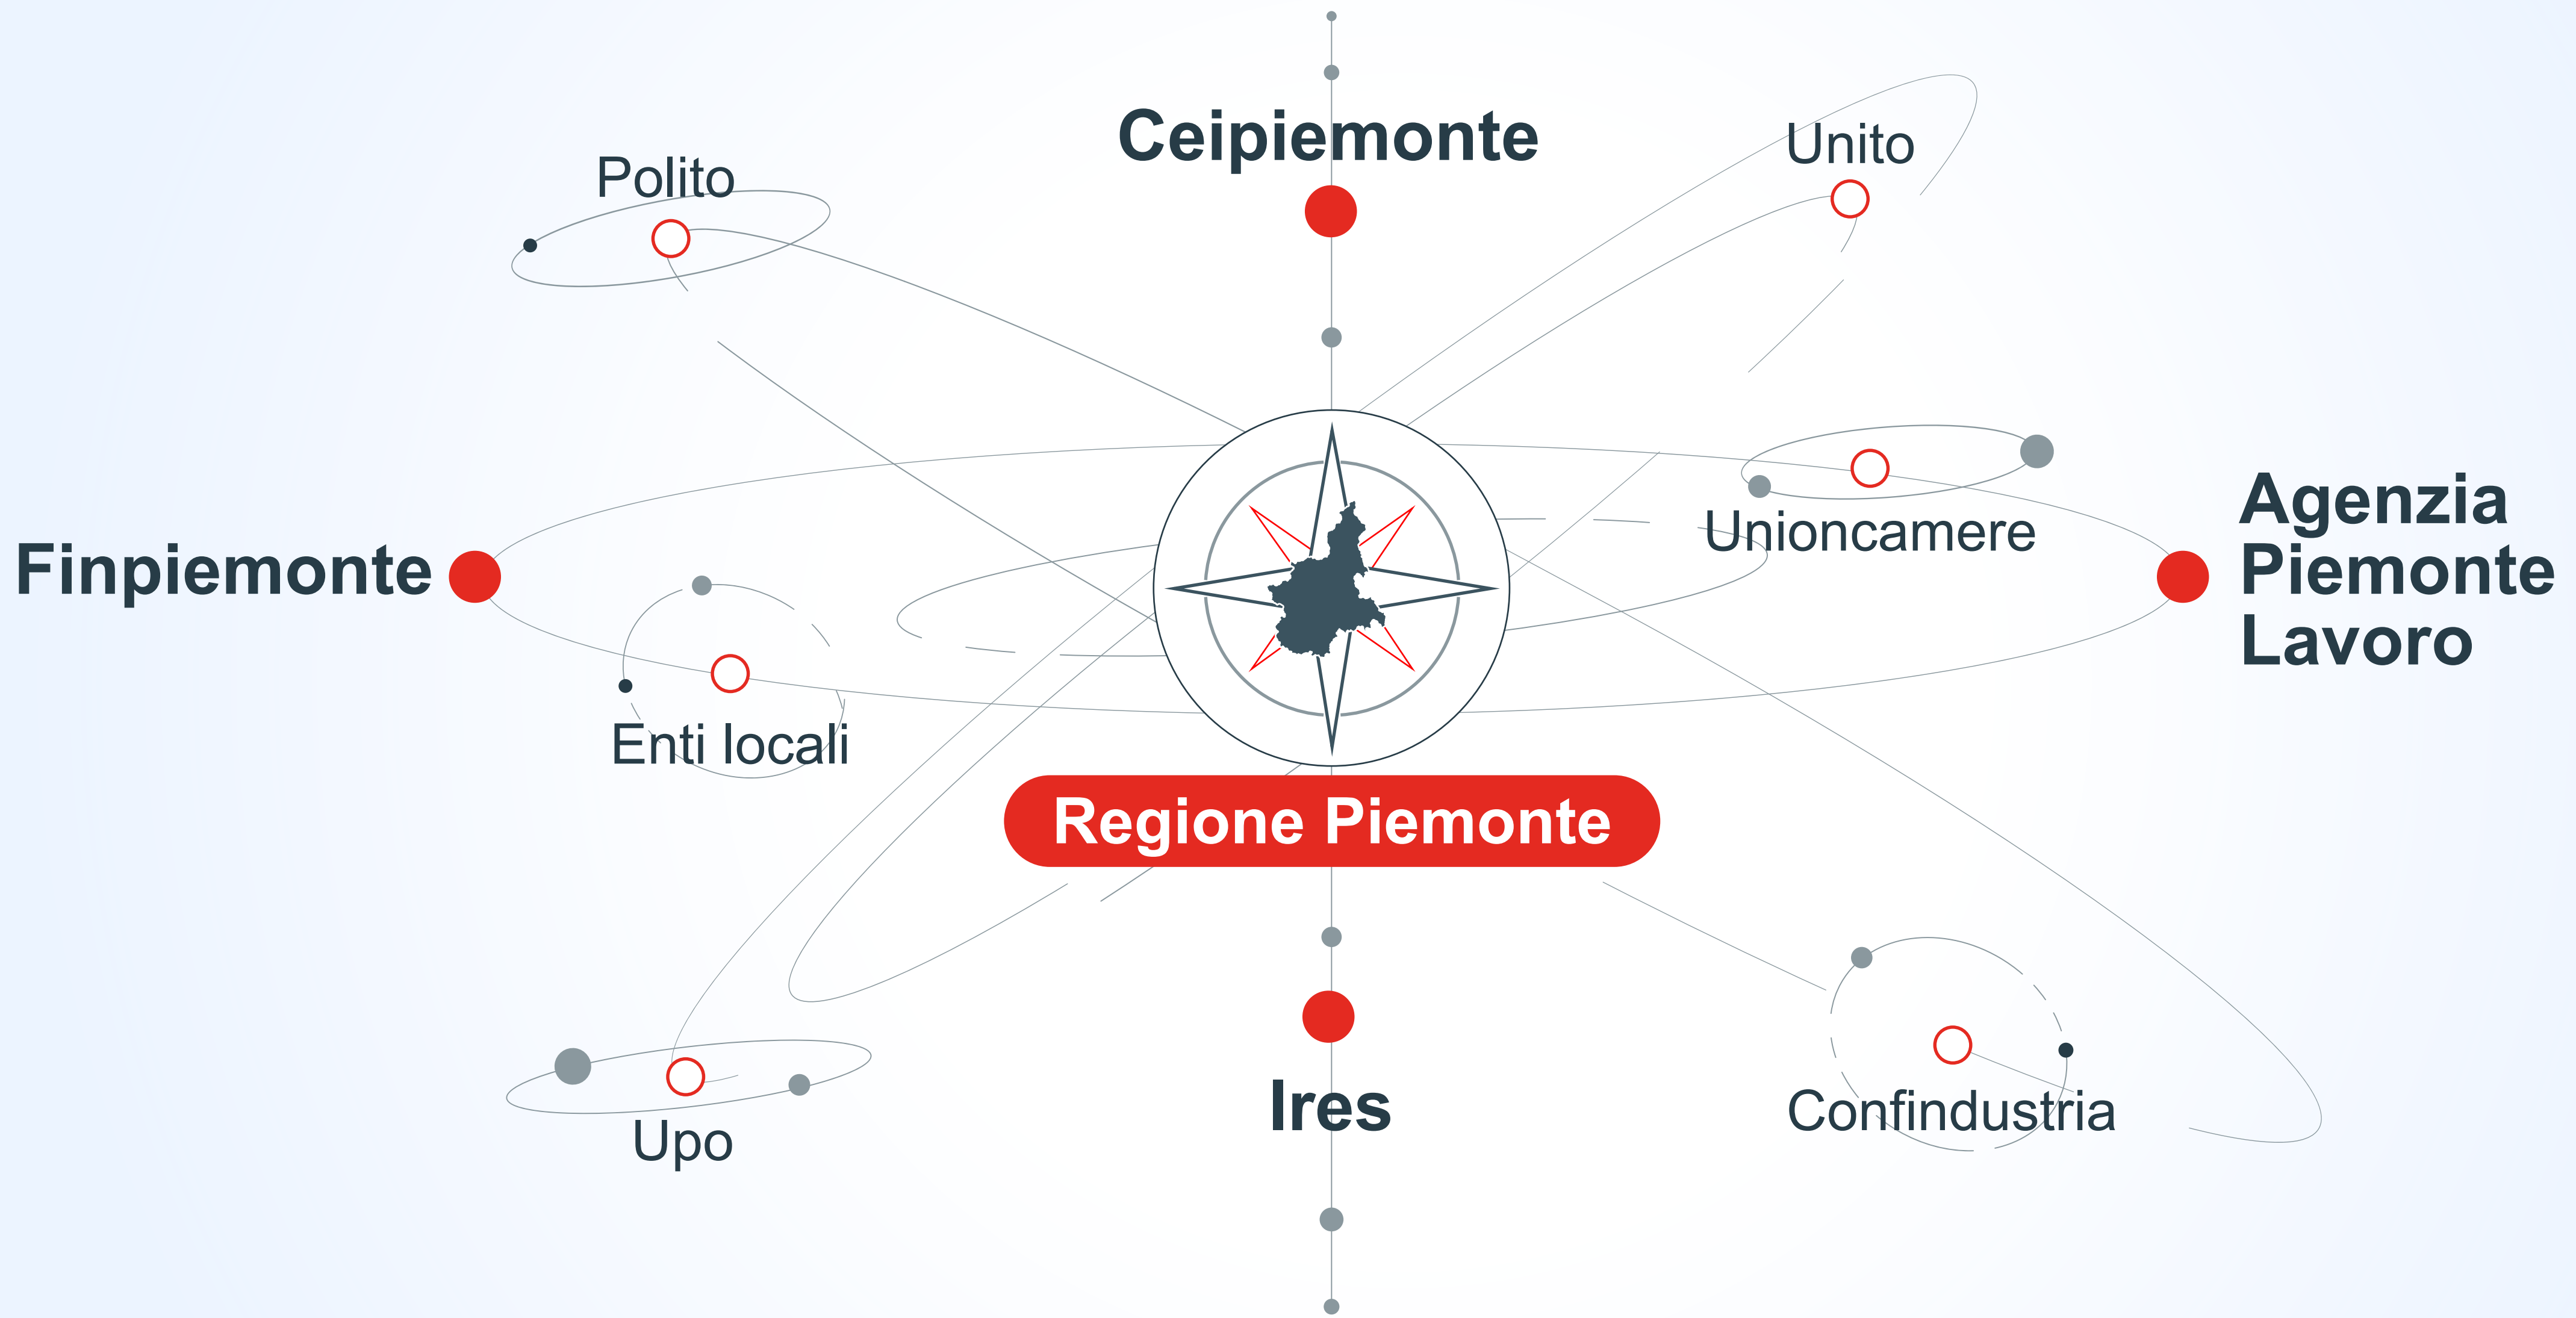 Ceipiemonte
Unito
Polito
Unioncamere
Agenzia
Piemonte
Lavoro
Finpiemonte
Enti locali
Regione Piemonte
Ires
Confindustria
Upo